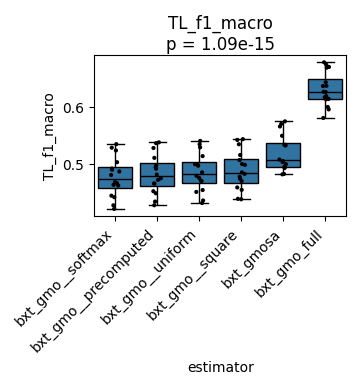 TL_f1_macro
p = 1.09e-15
TL_f1_macro
0.6
0.5
bxt_gmo__softmax
bxt_gmo__precomputed
bxt_gmo__uniform
bxt_gmo__square
bxt_gmosa
bxt_gmo_full
estimator